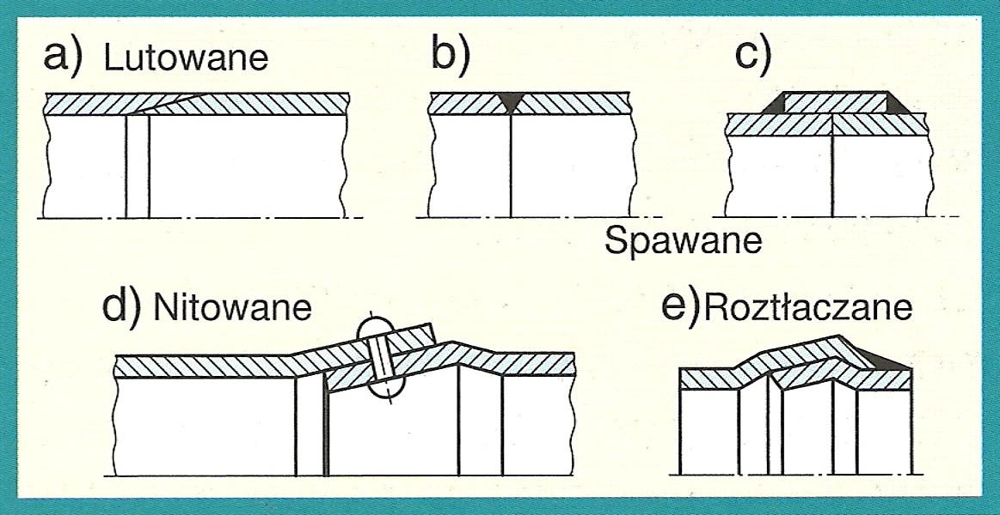 a) Lutowane
b)
c)
Spawane
d) Nitowane
e)Roztłaczane